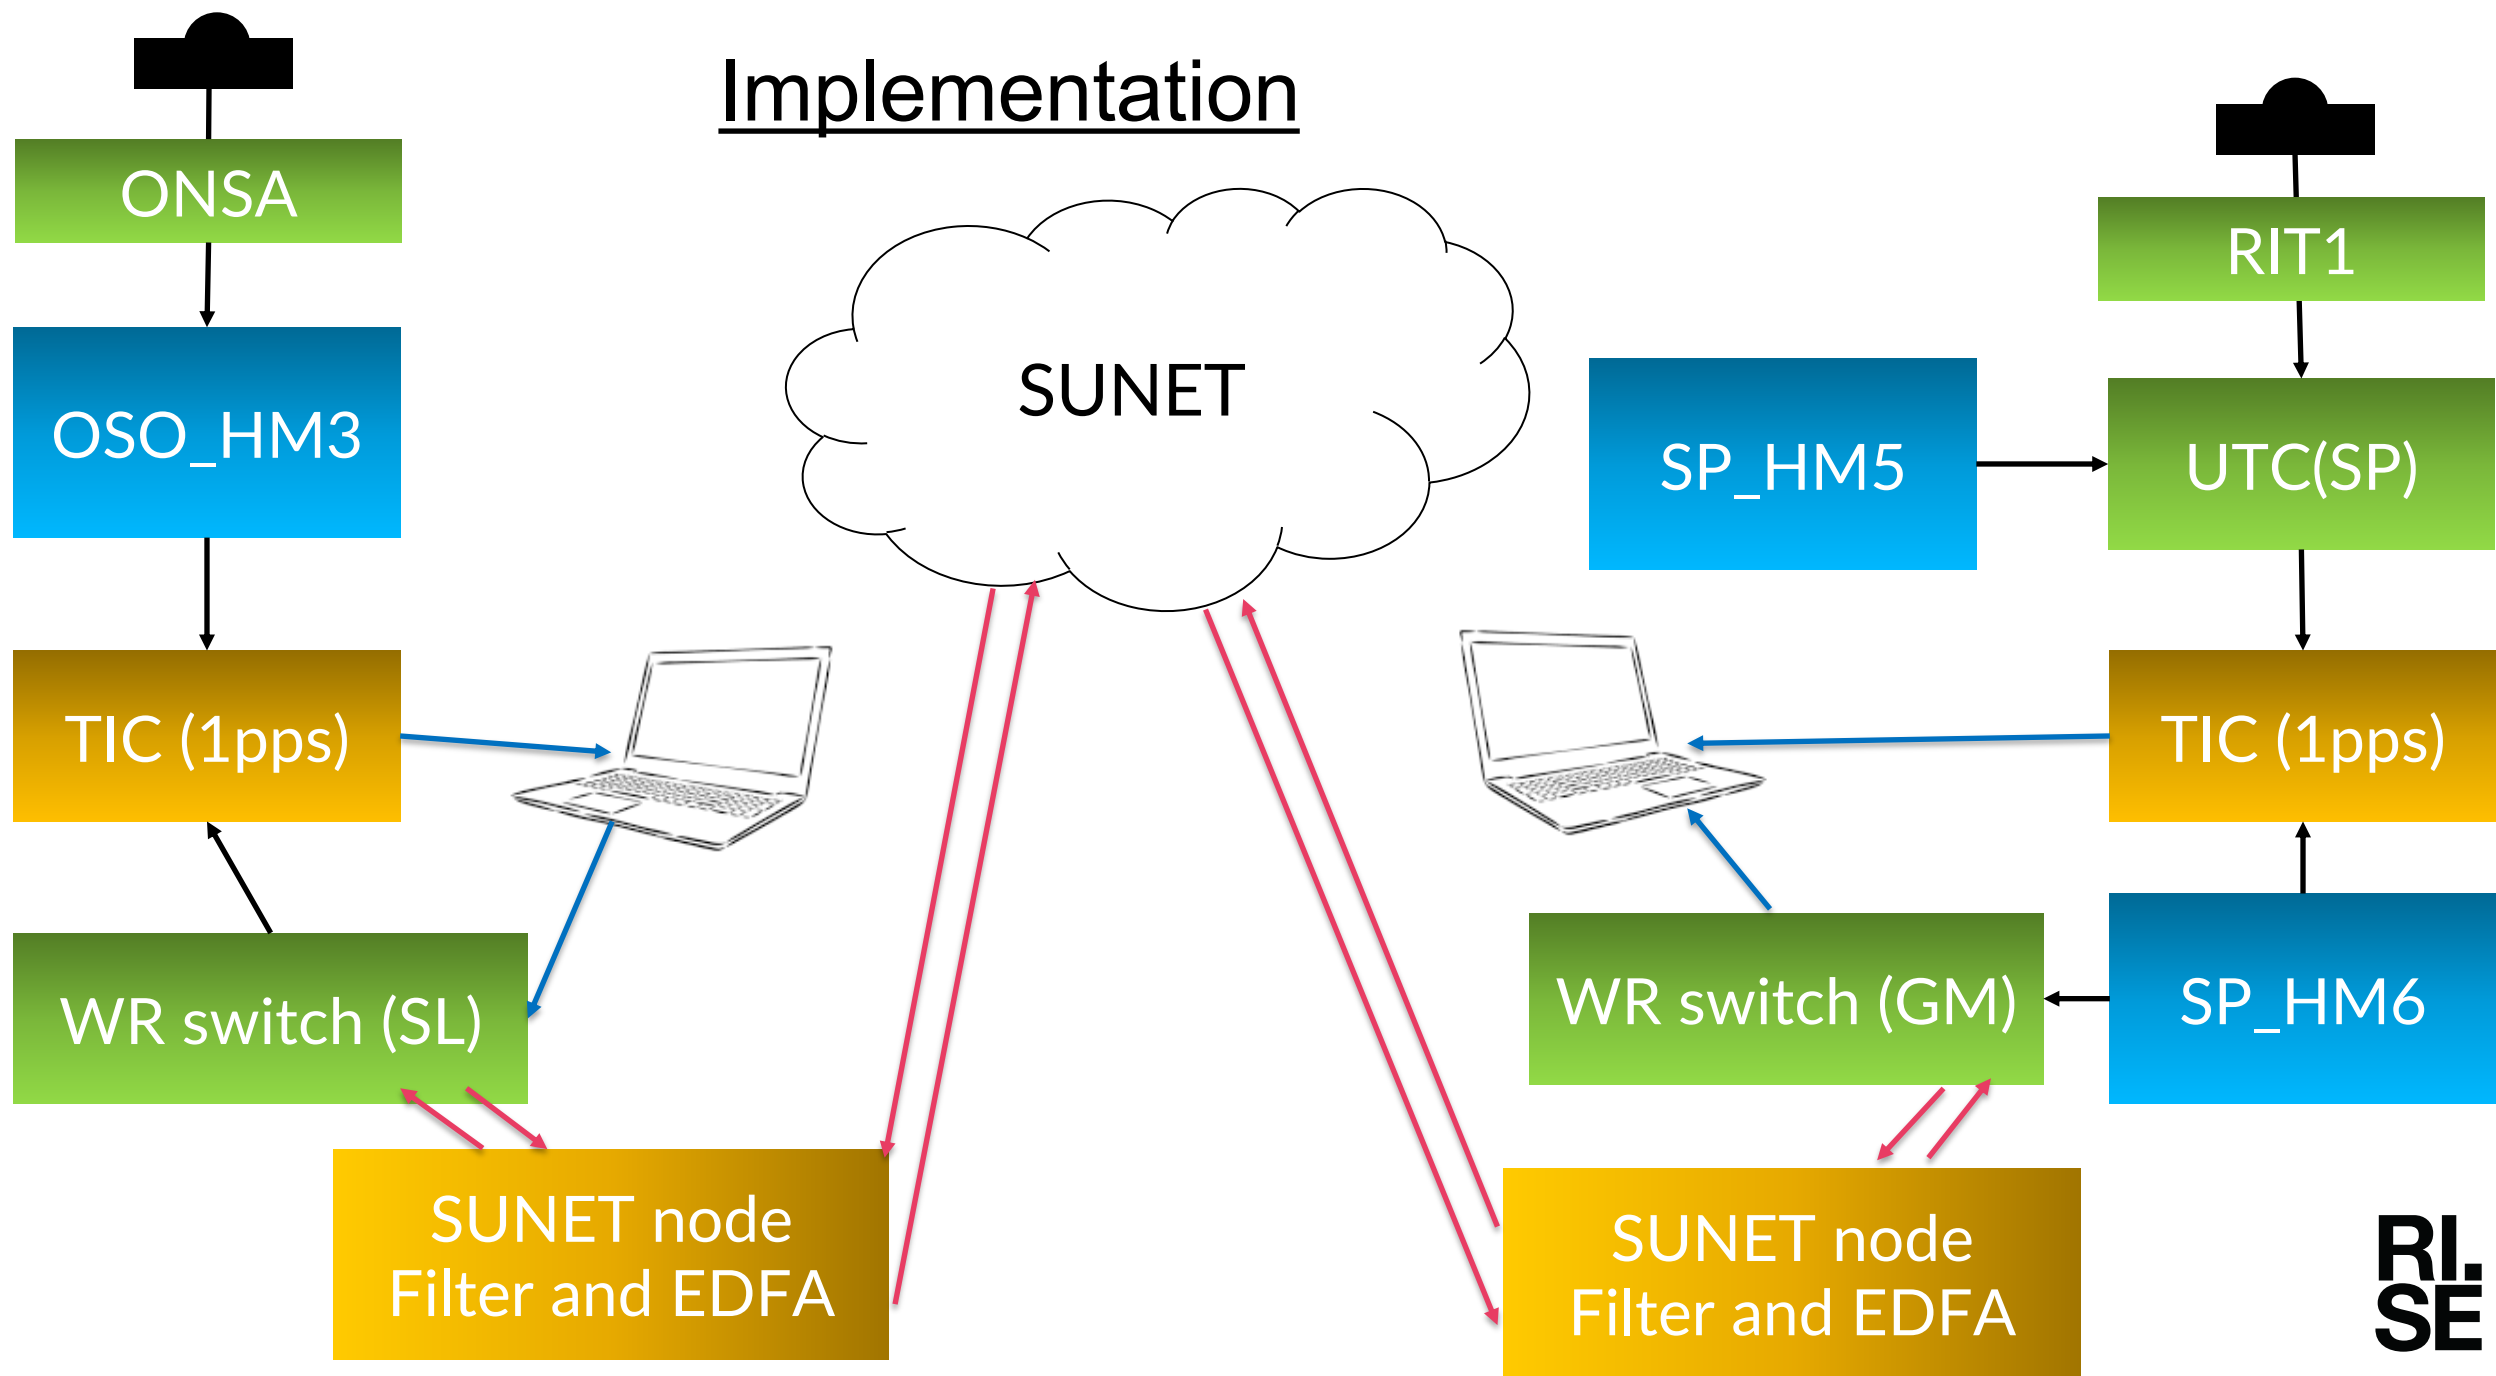 Implementation
ONSA
RIT1
OSO_HM3
SUNET
SP_HM5
UTC(SP)
TIC (1pps)
TIC (1pps)
WR switch (SL)
WR switch (GM)
SP_HM6
SUNET node
Filter and EDFA
SUNET node
Filter and EDFA
RI.
SE